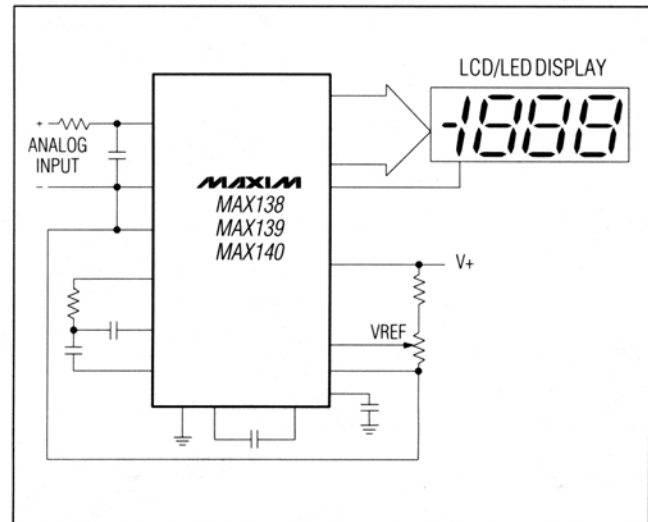 LCD/LED DISPLAY
-1888
+
ANALOG
INPUT
-
MAXIM
MAX138
MAX139
MAX140
V+
VREF